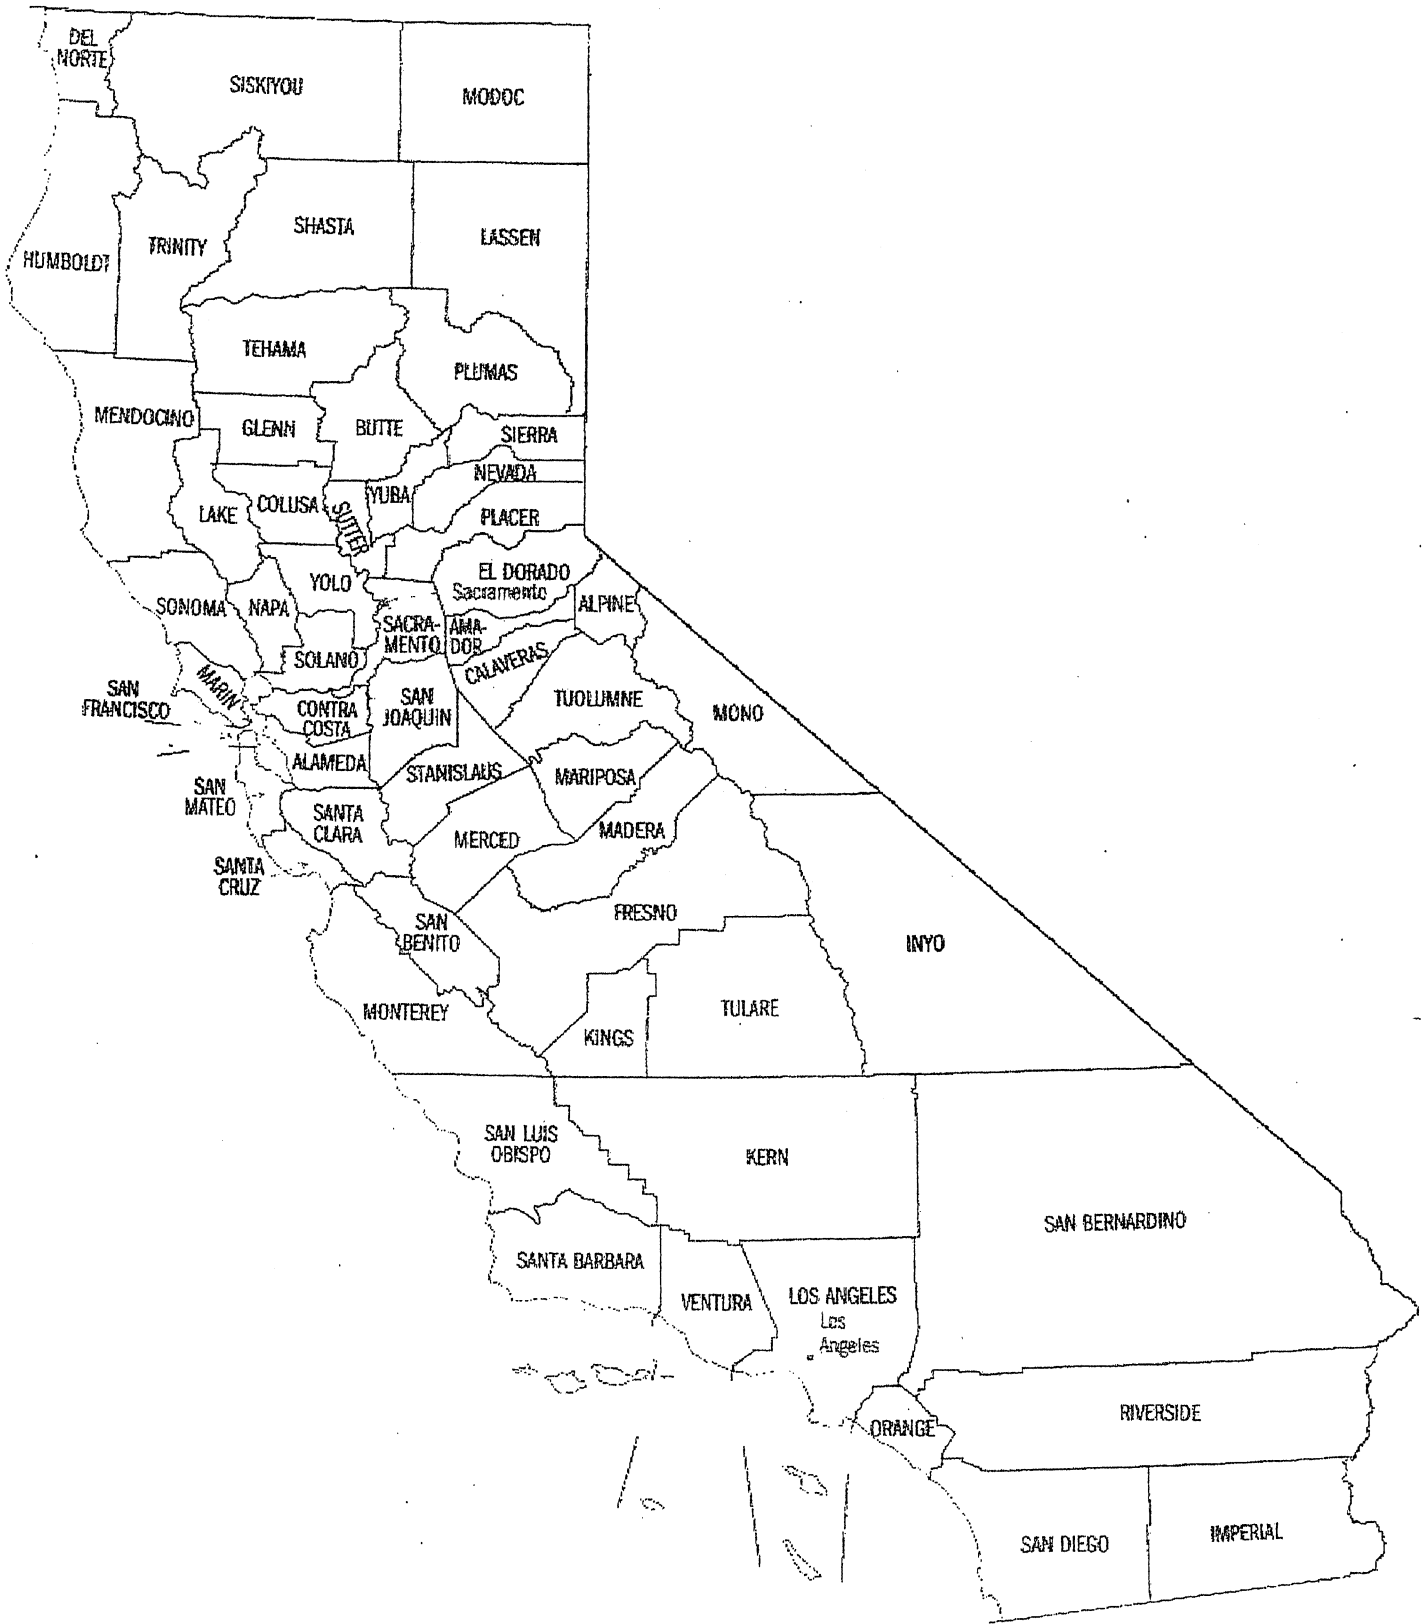 DEL
NORTE
SISKIYOU
MODOC
HUMBOLDT
TRINITY
SHASTA
LASSEN
TEHAMA
PLUMAS
MENDOCINO
GLENN
BUTTE
SIERRA
NEVADA
LAKE
COLUSA
SUTTER
YUBA
PLACER
EL DORADO
Sacramento
YOLO
SONOMA
NAPA
ALPINE
SACRA-
MENTO
AMA-
DOR
SOLANO
CALAVERAS
MARIN
SAN
FRANCISCO
CONTRA
COSTA
SAN
JOAQUIN
TUOLUMNE
MONO
ALAMEDA
STANISLAUS
MARIPOSA
SAN
MATEO
SANTA
CLARA
MERCED
MADERA
SANTA
CRUZ
SAN
BENITO
FRESNO
INYO
MONTEREY
KINGS
TULARE
SAN LUIS
OBISPO
KERN
SAN BERNARDINO
SANTA BARBARA
VENTURA
LOS ANGELES
Los
Angeles
ORANGE
RIVERSIDE
SAN DIEGO
IMPERIAL